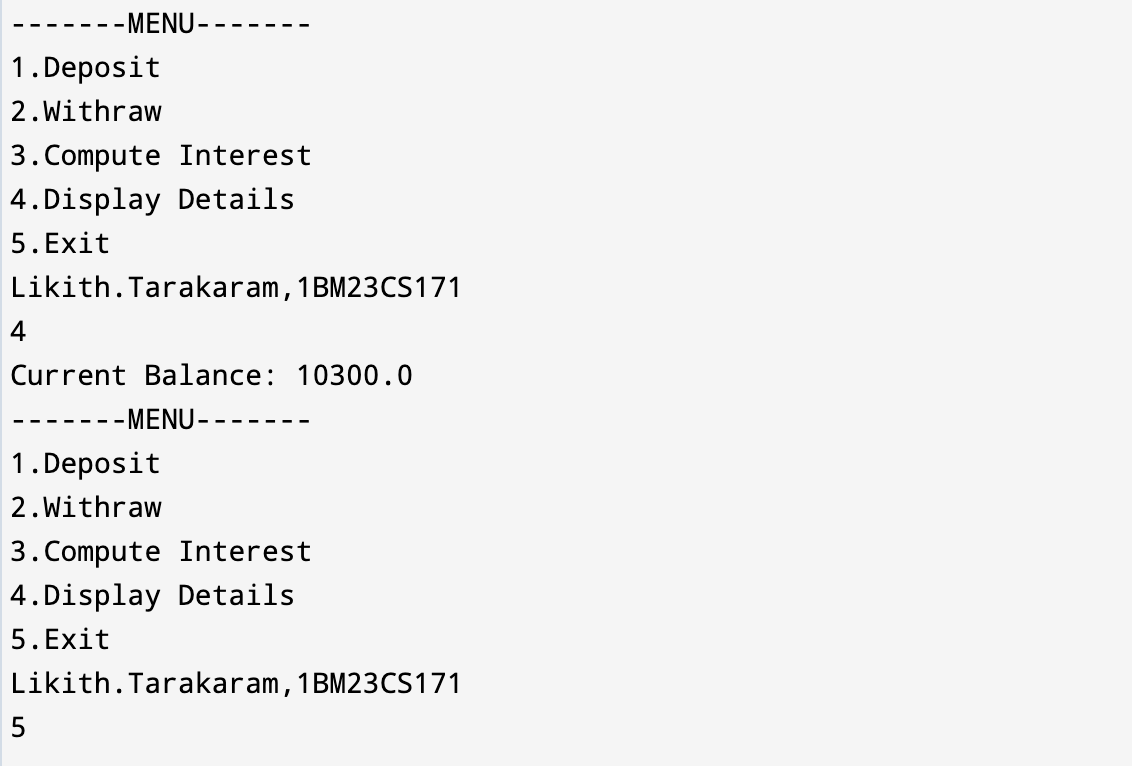 -------MENU-------
1.Deposit
2.Withraw
3.Compute Interest
4.Display Details
5.Exit
Likith.Tarakaram,1BM23CS171
4
Current Balance: 10300.0
-------MENU-------
1.Deposit
2.Withraw
3.Compute Interest
4.Display Details
5.Exit
Likith.Tarakaram,1BM23CS171
5